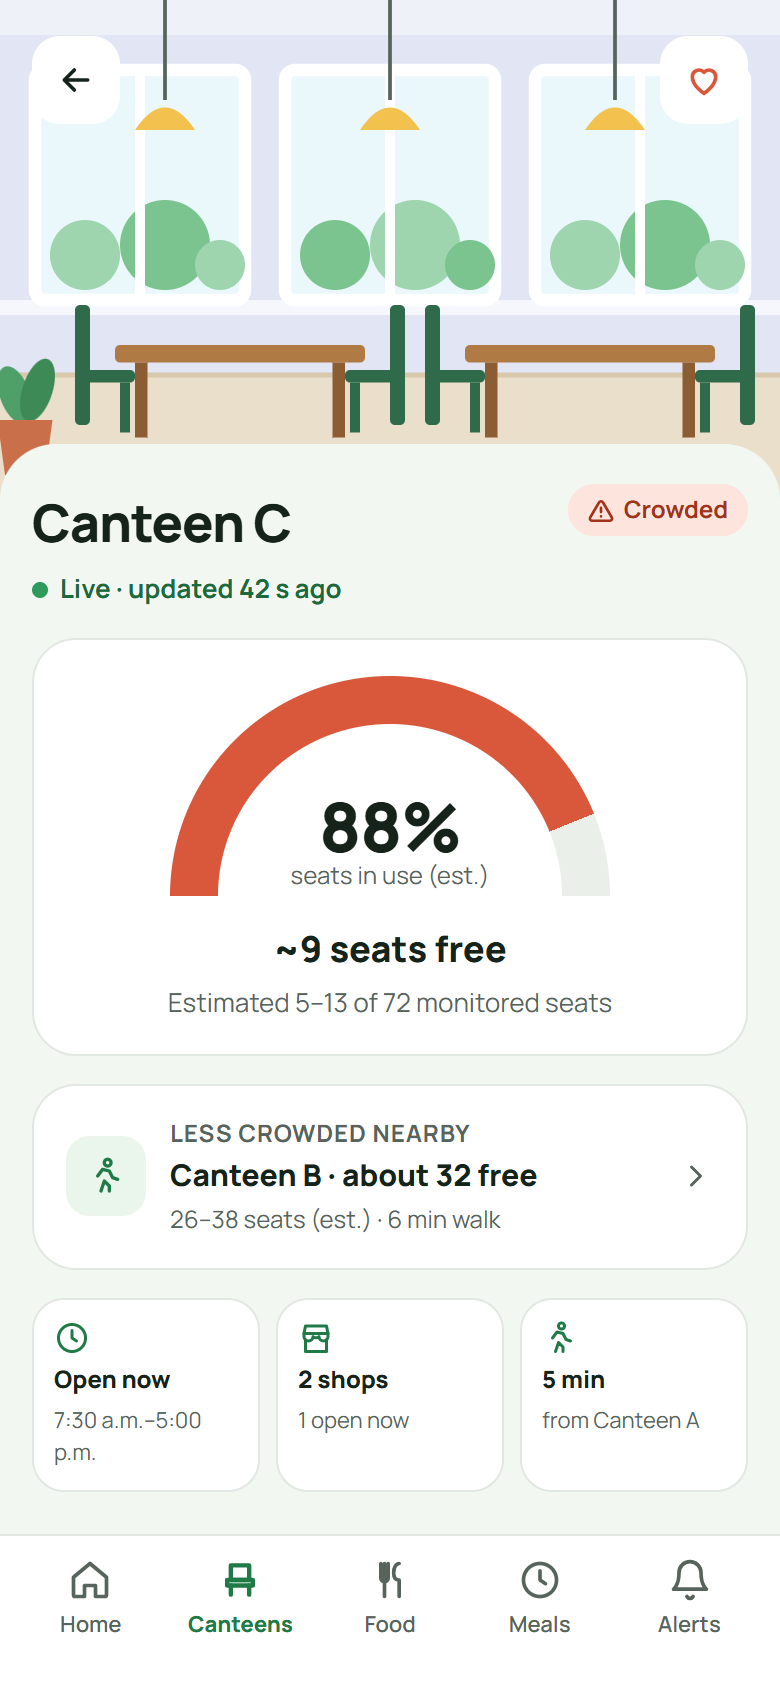 Canteen C
Crowded
Live · updated 42 s ago
88%
seats in use (est.)
~9 seats free
Estimated 5–13 of 72 monitored seats
LESS CROWDED NEARBY
Canteen B · about 32 free
26–38 seats (est.) · 6 min walk
Open now
7:30 a.m.–5:00
p.m.
2 shops
1 open now
5 min
from Canteen A
Home
Canteens
Food
Meals
Alerts